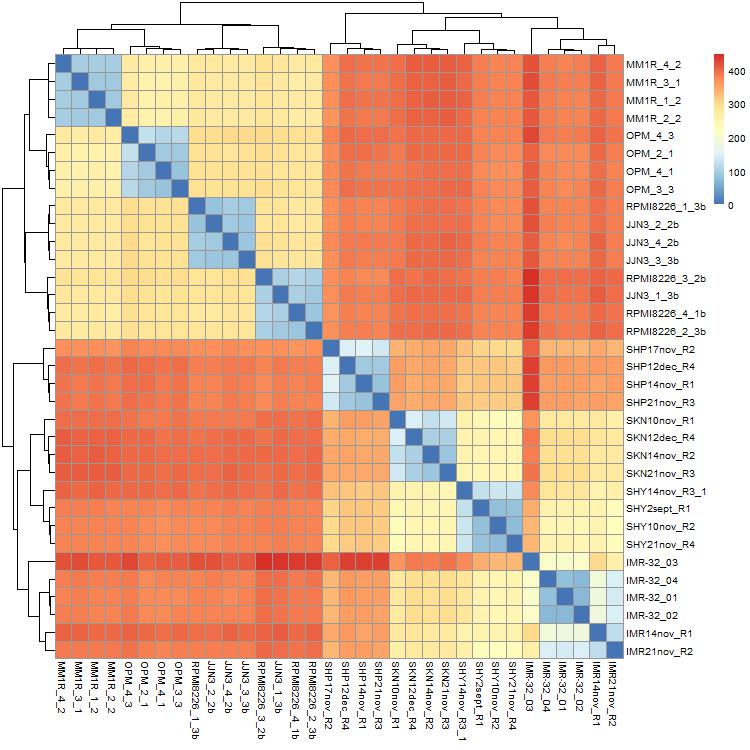 MM1R_4_2
MM1R_3_1
MM1R_1_2
MM1R_2_2
OPM_4_3
OPM_2_1
OPM_4_1
OPM_3_3
RPMI8226_1_3b
JJN3_2_2b
JJN3_4_2b
JJN3_3_3b
RPMI8226_3_2b
JJN3_1_3b
RPMI8226_4_1b
RPMI8226_2_3b
SHP17nov_R2
SHP12dec_R4
SHP14nov_R1
SHP21nov_R3
SKN10nov_R1
SKN12dec_R4
SKN14nov_R2
SKN21nov_R3
SHY14nov_R3_1
SHY2sept_R1
SHY10nov_R2
SHY21nov_R4
IMR-32_03
IMR-32_04
IMR-32_01
IMR-32_02
IMR14nov_R1
IMR21nov_R2
400
300
200
100
0
MM1R_4_2
MM1R_3_1
MM1R_1_2
MM1R_2_2
OPM_4_3
OPM_2_1
OPM_4_1
OPM_3_3
RPMI8226_1_3b
JJN3_2_2b
JJN3_4_2b
JJN3_3_3b
RPMI8226_3_2b
JJN3_1_3b
RPMI8226_4_1b
RPMI8226_2_3b
SHP17nov_R2
SHP12dec_R4
SHP14nov_R1
SHP21nov_R3
SKN10nov_R1
SKN12dec_R4
SKN14nov_R2
SKN21nov_R3
SHY14nov_R3_1
SHY2sept_R1
SHY10nov_R2
SHY21nov_R4
IMR-32_03
IMR-32_04
IMR-32_01
IMR-32_02
IMR14nov_R1
IMR21nov_R2